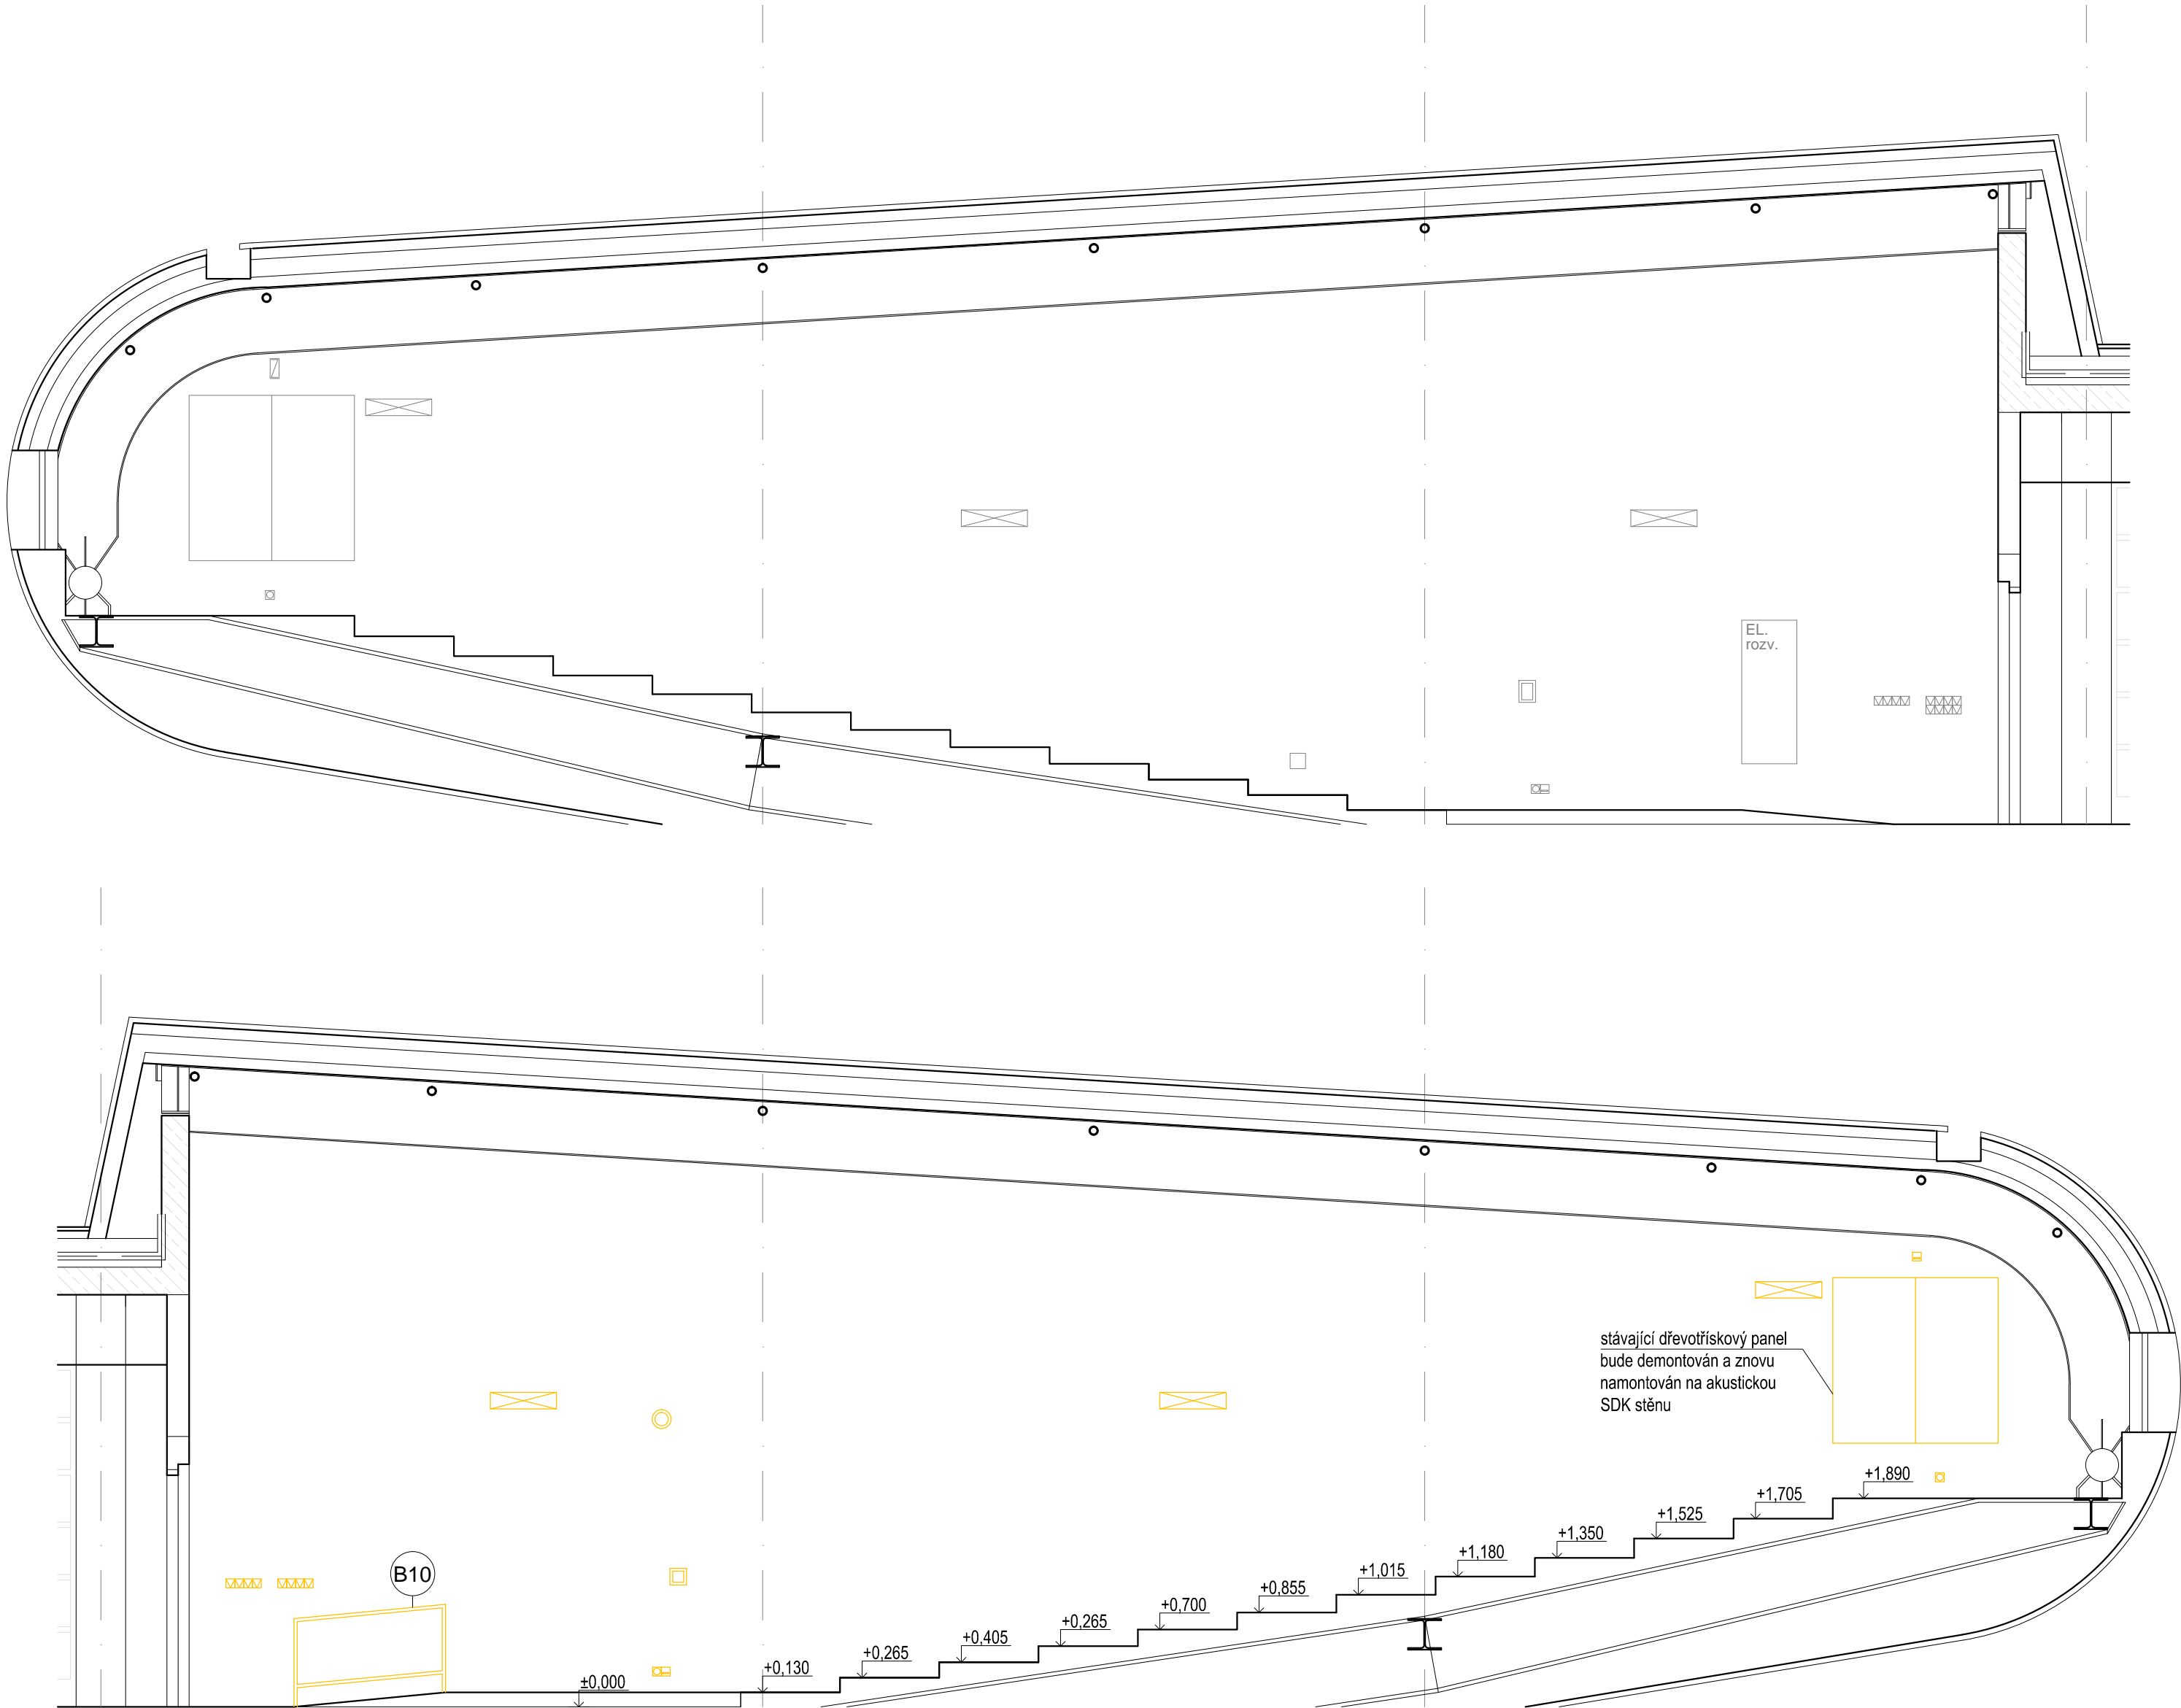 EL.
rozv.
stávající dřevotřískový panel
bude demontován a znovu
namontován na akustickou
SDK stěnu
+1,890
+1,705
+1,525
+1,350
+1,180
+1,015
+0,855
+0,700
+0,265
+0,405
+0,265
+0,130
±0,000
B10